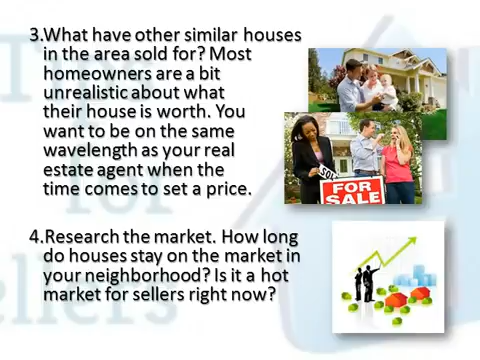 3.What have other similar houses
in the area sold for? Most
homeowners are a bit
unrealistic about what
their house is worth. You
want to be on the same
wavelength as your real
estate agent when the
time comes to set a price.
SOLD
FOR
SALE
4.Research the market. How long
do houses stay on the market in
your neighborhood? Is it a hot
market for sellers right now?
Tips
for
Sellers